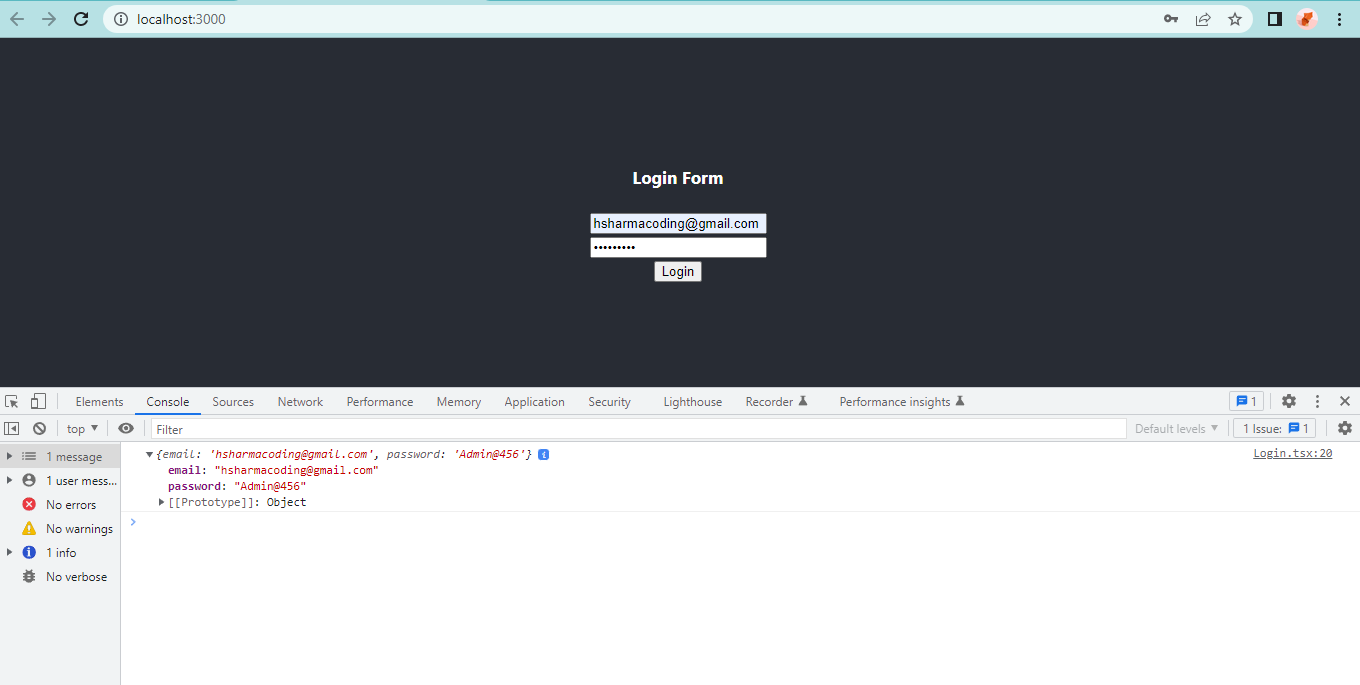 localhost:3000
Login Form
hsharmacoding@gmail.com
•••••••••
Login
Elements Console Sources Network Performance Memory Application Security Lighthouse Recorder Performance insights 1
top Filter Default levels 1 Issue: 1
1 message
{email: 'hsharmacoding@gmail.com', password: 'Admin@456'} i Login.tsx:20
email: "hsharmacoding@gmail.com"
1 user mess...
password: "Admin@456"
No errors
[[Prototype]]: Object
No warnings
1 info
No verbose